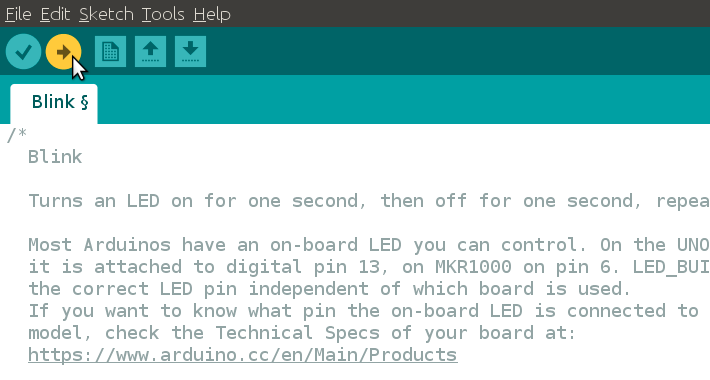 File Edit Sketch Tools Help
Blink §
/*
Blink
Turns an LED on for one second, then off for one second, repea
Most Arduinos have an on-board LED you can control. On the UNO
it is attached to digital pin 13, on MKR1000 on pin 6. LED_BUI
the correct LED pin independent of which board is used.
If you want to know what pin the on-board LED is connected to
model, check the Technical Specs of your board at:
https://www.arduino.cc/en/Main/Products